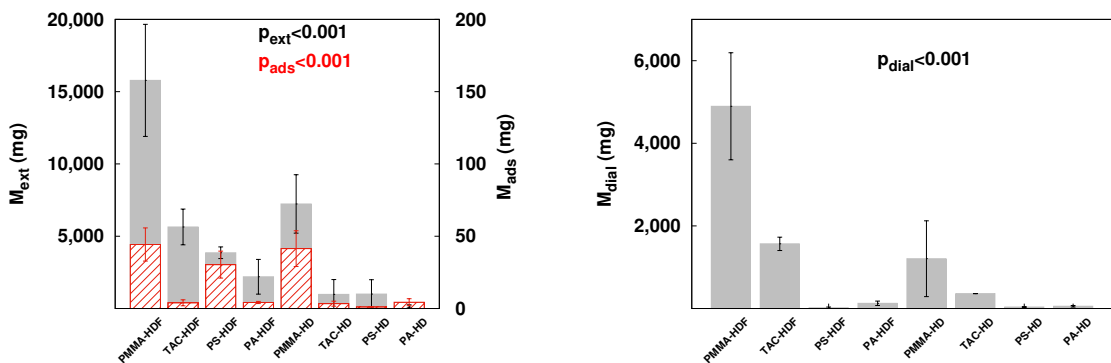 20,000
15,000
10,000
5,000
M_ext (mg)
p_ext<0.001
p_ads<0.001
200
150
100
50
0
M_ads (mg)
PMMA-HDF
TAC-HDF
PS-HDF
PA-HDF
PMMA-HD
TAC-HD
PS-HD
PA-HD
6,000
4,000
2,000
M_dial (mg)
p_dial<0.001
PMMA-HDF
TAC-HDF
PS-HDF
PA-HDF
PMMA-HD
TAC-HD
PS-HD
PA-HD